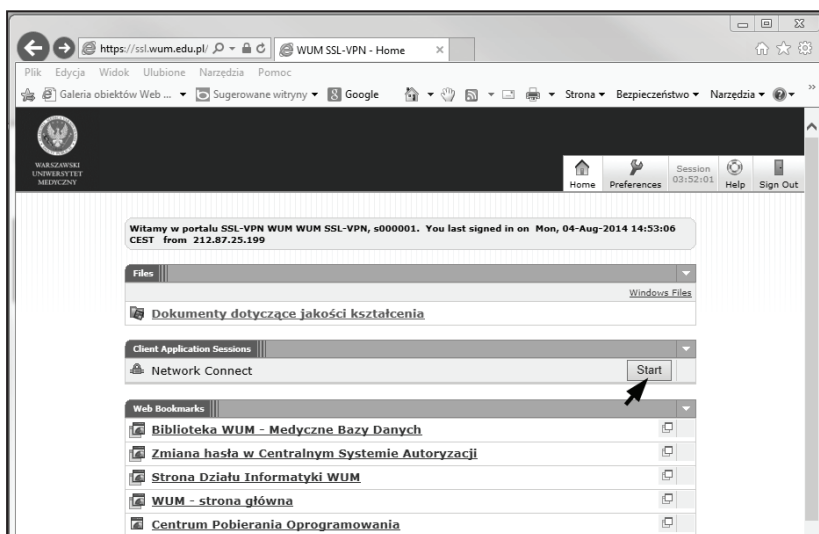 https://ssl.wum.edu.pl/
WUM SSL-VPN - Home
Plik Edycja Widok Ulubione Narzędzia Pomoc
Galeria obiektów Web ... Sugerowane witryny Google Strona Bezpieczeństwo Narzędzia
WARSZAWSKI
UNIWERSYTET
MEDYCZNY
Home Preferences Session 03:52:01 Help Sign Out
Witamy w portalu SSL-VPN WUM WUM SSL-VPN, s000001. You last signed in on Mon, 04-Aug-2014 14:53:06
CEST from 212.87.25.199
Files
Windows Files
Dokumenty dotyczące jakości kształcenia
Client Application Sessions
Network Connect Start
Web Bookmarks
Biblioteka WUM - Medyczne Bazy Danych
Zmiana hasła w Centralnym Systemie Autoryzacji
Strona Działu Informatyki WUM
WUM - strona główna
Centrum Pobierania Oprogramowania